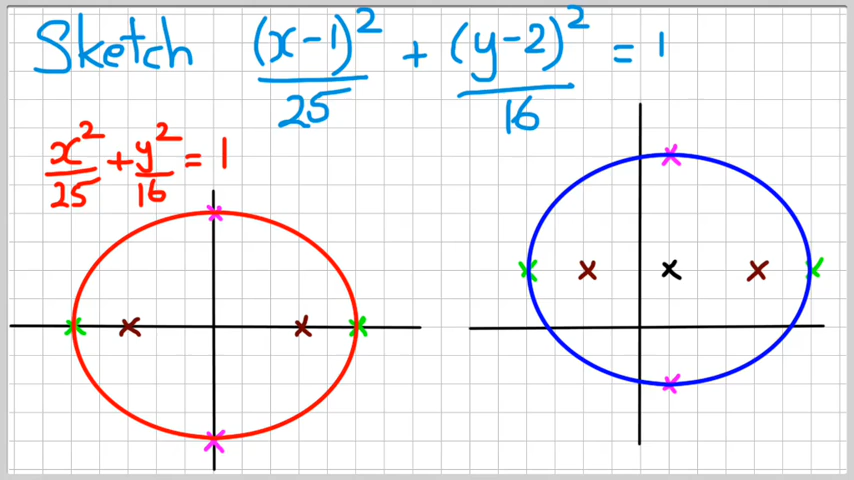 Sketch (x-1)²/25 + (y-2)²/16 = 1
x²/25 + y²/16 = 1